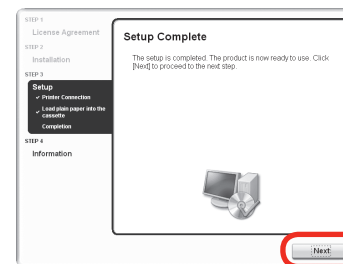 STEP 1
License Agreement
STEP 2
Installation
STEP 3
Setup
✓ Printer Connection
✓ Load plain paper into the
cassette
Completion
STEP 4
Information
Setup Complete
The setup is completed. The product is now ready to use. Click
[Next] to proceed to the next step.
Next